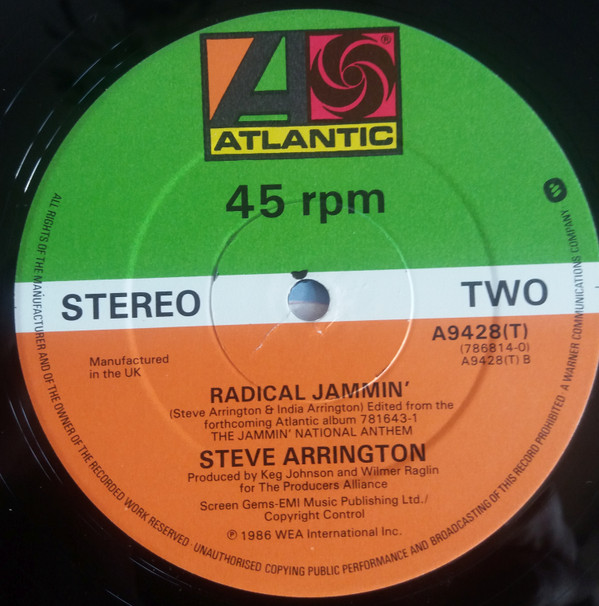 ATLANTIC
®
45 rpm
STEREO
TWO
A9428(T)
(786814-0)
A9428(T) B
Manufactured
in the UK
RADICAL JAMMIN'
(Steve Arrington & India Arrington) Edited from the
forthcoming Atlantic album 781643-1
THE JAMMIN' NATIONAL ANTHEM
STEVE ARRINGTON
Produced by Keg Johnson and Wilmer Raglin
for The Producers Alliance
Screen Gems-EMI Music Publishing Ltd./
Copyright Control
℗ 1986 WEA International Inc.
ALL RIGHTS OF THE MANUFACTURER AND OF THE OWNER OF THE RECORDED WORK RESERVED · UNAUTHORISED COPYING PUBLIC PERFORMANCE AND BROADCASTING OF THIS RECORD PROHIBITED · A WARNER COMMUNICATIONS COMPANY